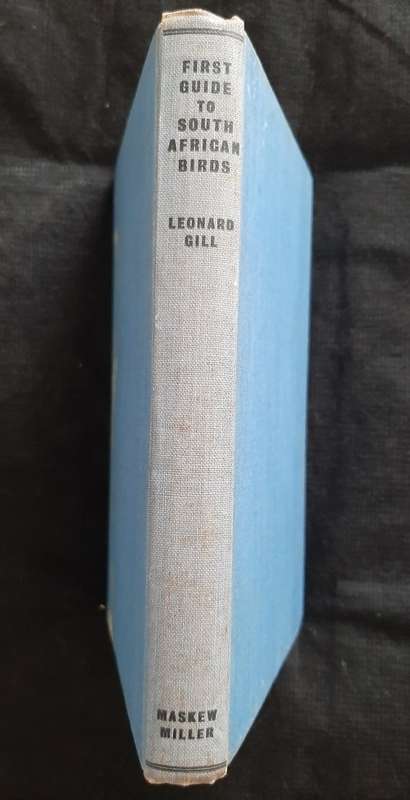 FIRST
GUIDE
TO
SOUTH
AFRICAN
BIRDS
LEONARD
GILL
MASKEW
MILLER